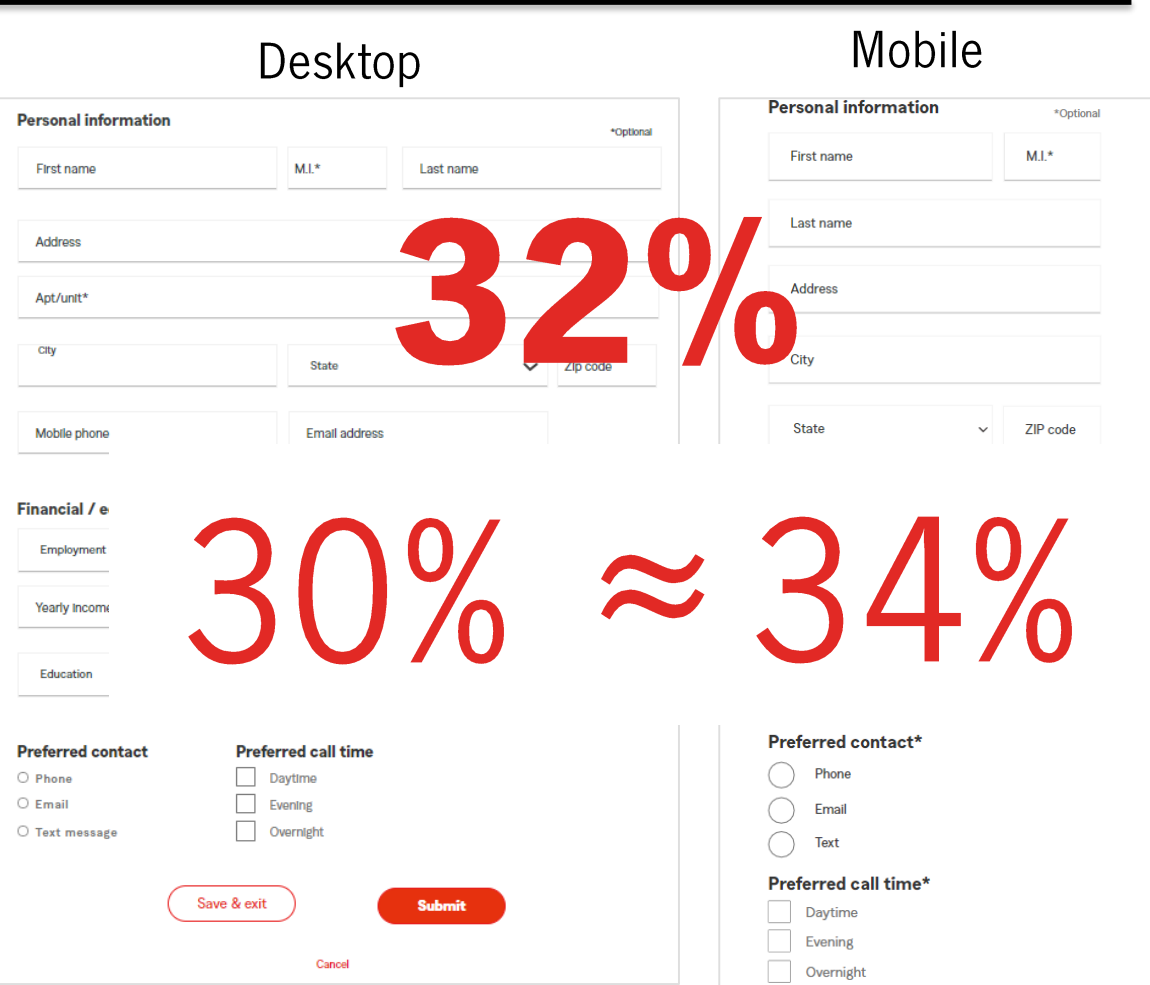 Desktop
Mobile
Personal information
*Optional
First name
M.I.*
Last name
Address
Apt/unit*
City
State
Zip code
Mobile phone
Email address
Financial / e
Employment
Yearly Income
Education
Preferred contact
Phone
Email
Text message
Preferred call time
Daytime
Evening
Overnight
Save & exit
Submit
Cancel
Personal information
*Optional
First name
M.I.*
Last name
Address
City
State
ZIP code
Preferred contact*
Phone
Email
Text
Preferred call time*
Daytime
Evening
Overnight
32%
30% ≈ 34%